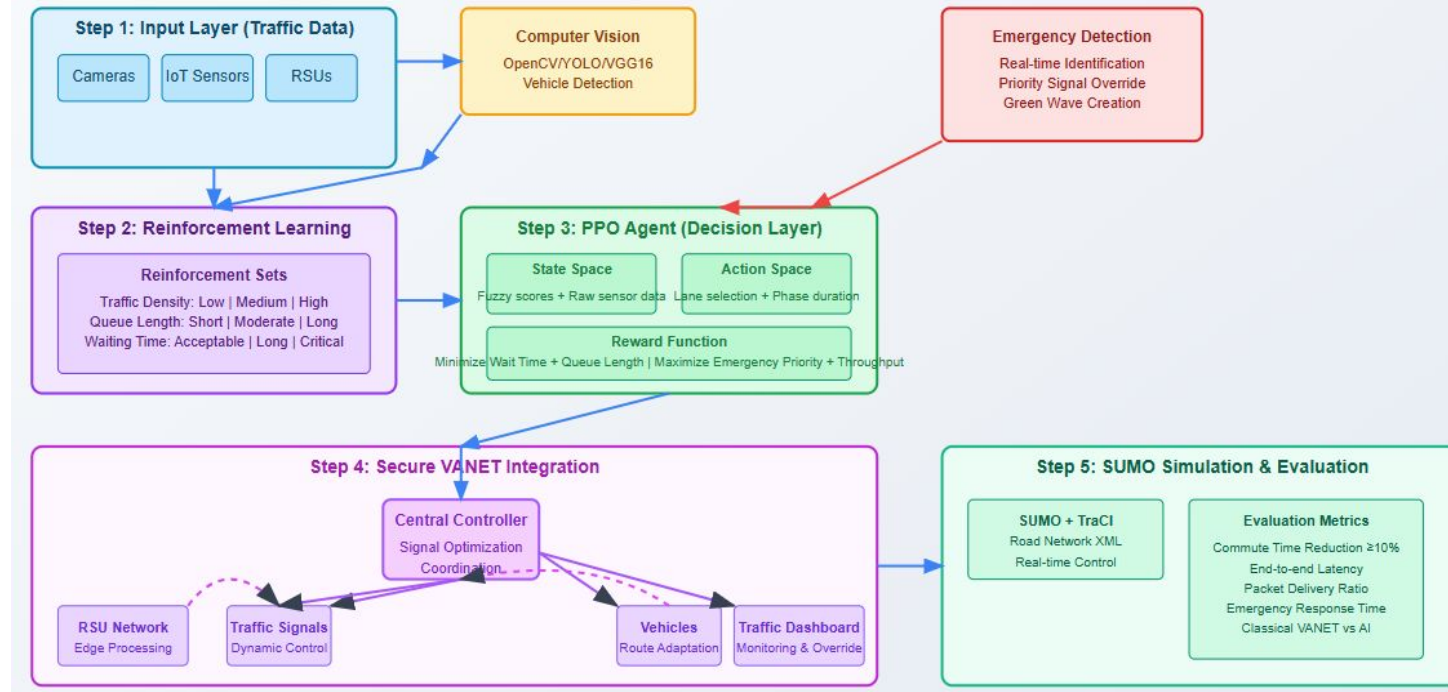 Step 1: Input Layer (Traffic Data)
Cameras
IoT Sensors
RSUs
Computer Vision
OpenCV/YOLO/VGG16
Vehicle Detection
Emergency Detection
Real-time Identification
Priority Signal Override
Green Wave Creation
Step 2: Reinforcement Learning
Reinforcement Sets
Traffic Density: Low | Medium | High
Queue Length: Short | Moderate | Long
Waiting Time: Acceptable | Long | Critical
Step 3: PPO Agent (Decision Layer)
State Space
Fuzzy scores + Raw sensor data
Action Space
Lane selection + Phase duration
Reward Function
Minimize Wait Time + Queue Length | Maximize Emergency Priority + Throughput
Step 4: Secure VANET Integration
Central Controller
Signal Optimization
Coordination
RSU Network
Edge Processing
Traffic Signals
Dynamic Control
Vehicles
Route Adaptation
Traffic Dashboard
Monitoring & Override
Step 5: SUMO Simulation & Evaluation
SUMO + TraCI
Road Network XML
Real-time Control
Evaluation Metrics
Commute Time Reduction ≥10%
End-to-end Latency
Packet Delivery Ratio
Emergency Response Time
Classical VANET vs AI